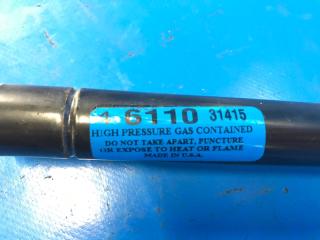 4-6110 31415
HIGH PRESSURE GAS CONTAINED
DO NOT TAKE APART, PUNCTURE
OR EXPOSE TO HEAT OR FLAME
MADE IN U.S.A.